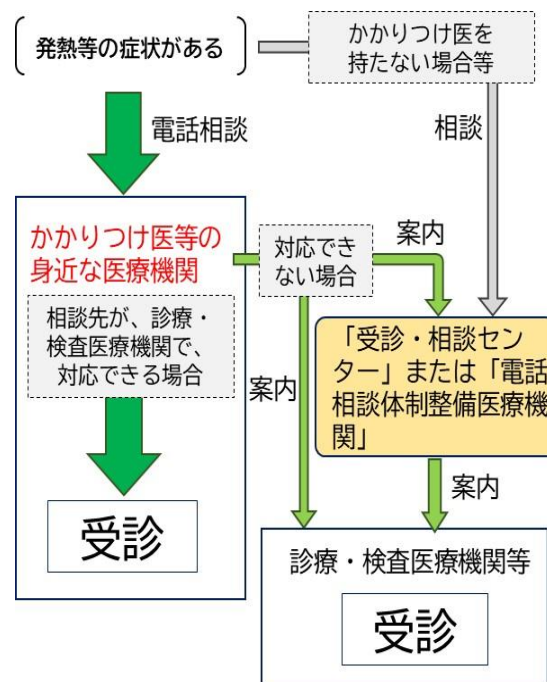 発熱等の症状がある
かかりつけ医を
持たない場合等
電話相談
相談
かかりつけ医等の
身近な医療機関
対応でき
ない場合
案内
相談先が、診療・
検査医療機関で、
対応できる場合
「受診・相談セン
ター」または「電話
相談体制整備医療機
関」
案内
案内
受診
診療・検査医療機関等
受診